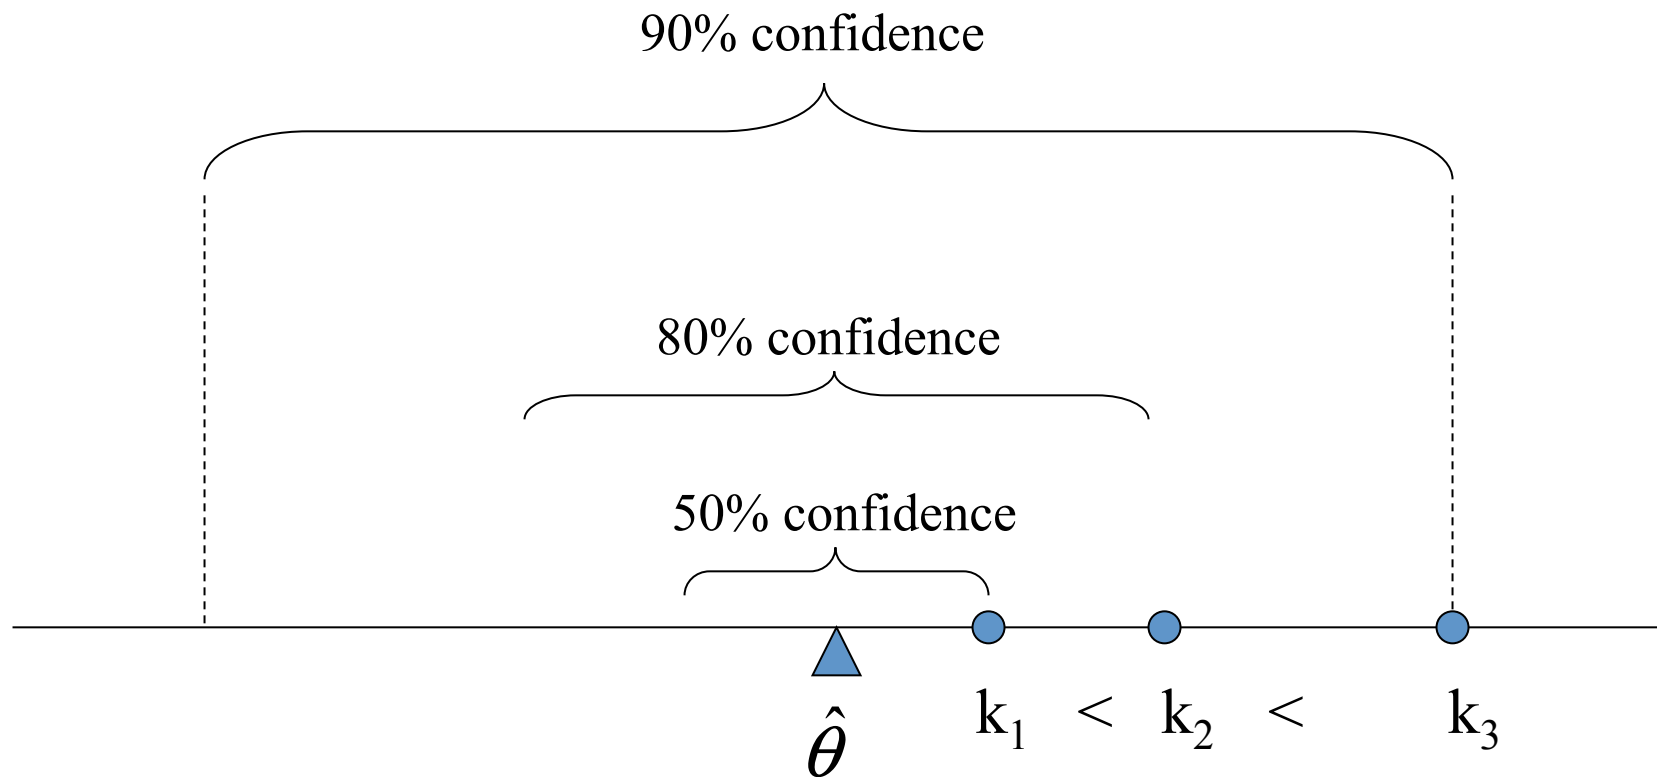 90% confidence
80% confidence
50% confidence
k₁ < k₂ < k₃
θ̂